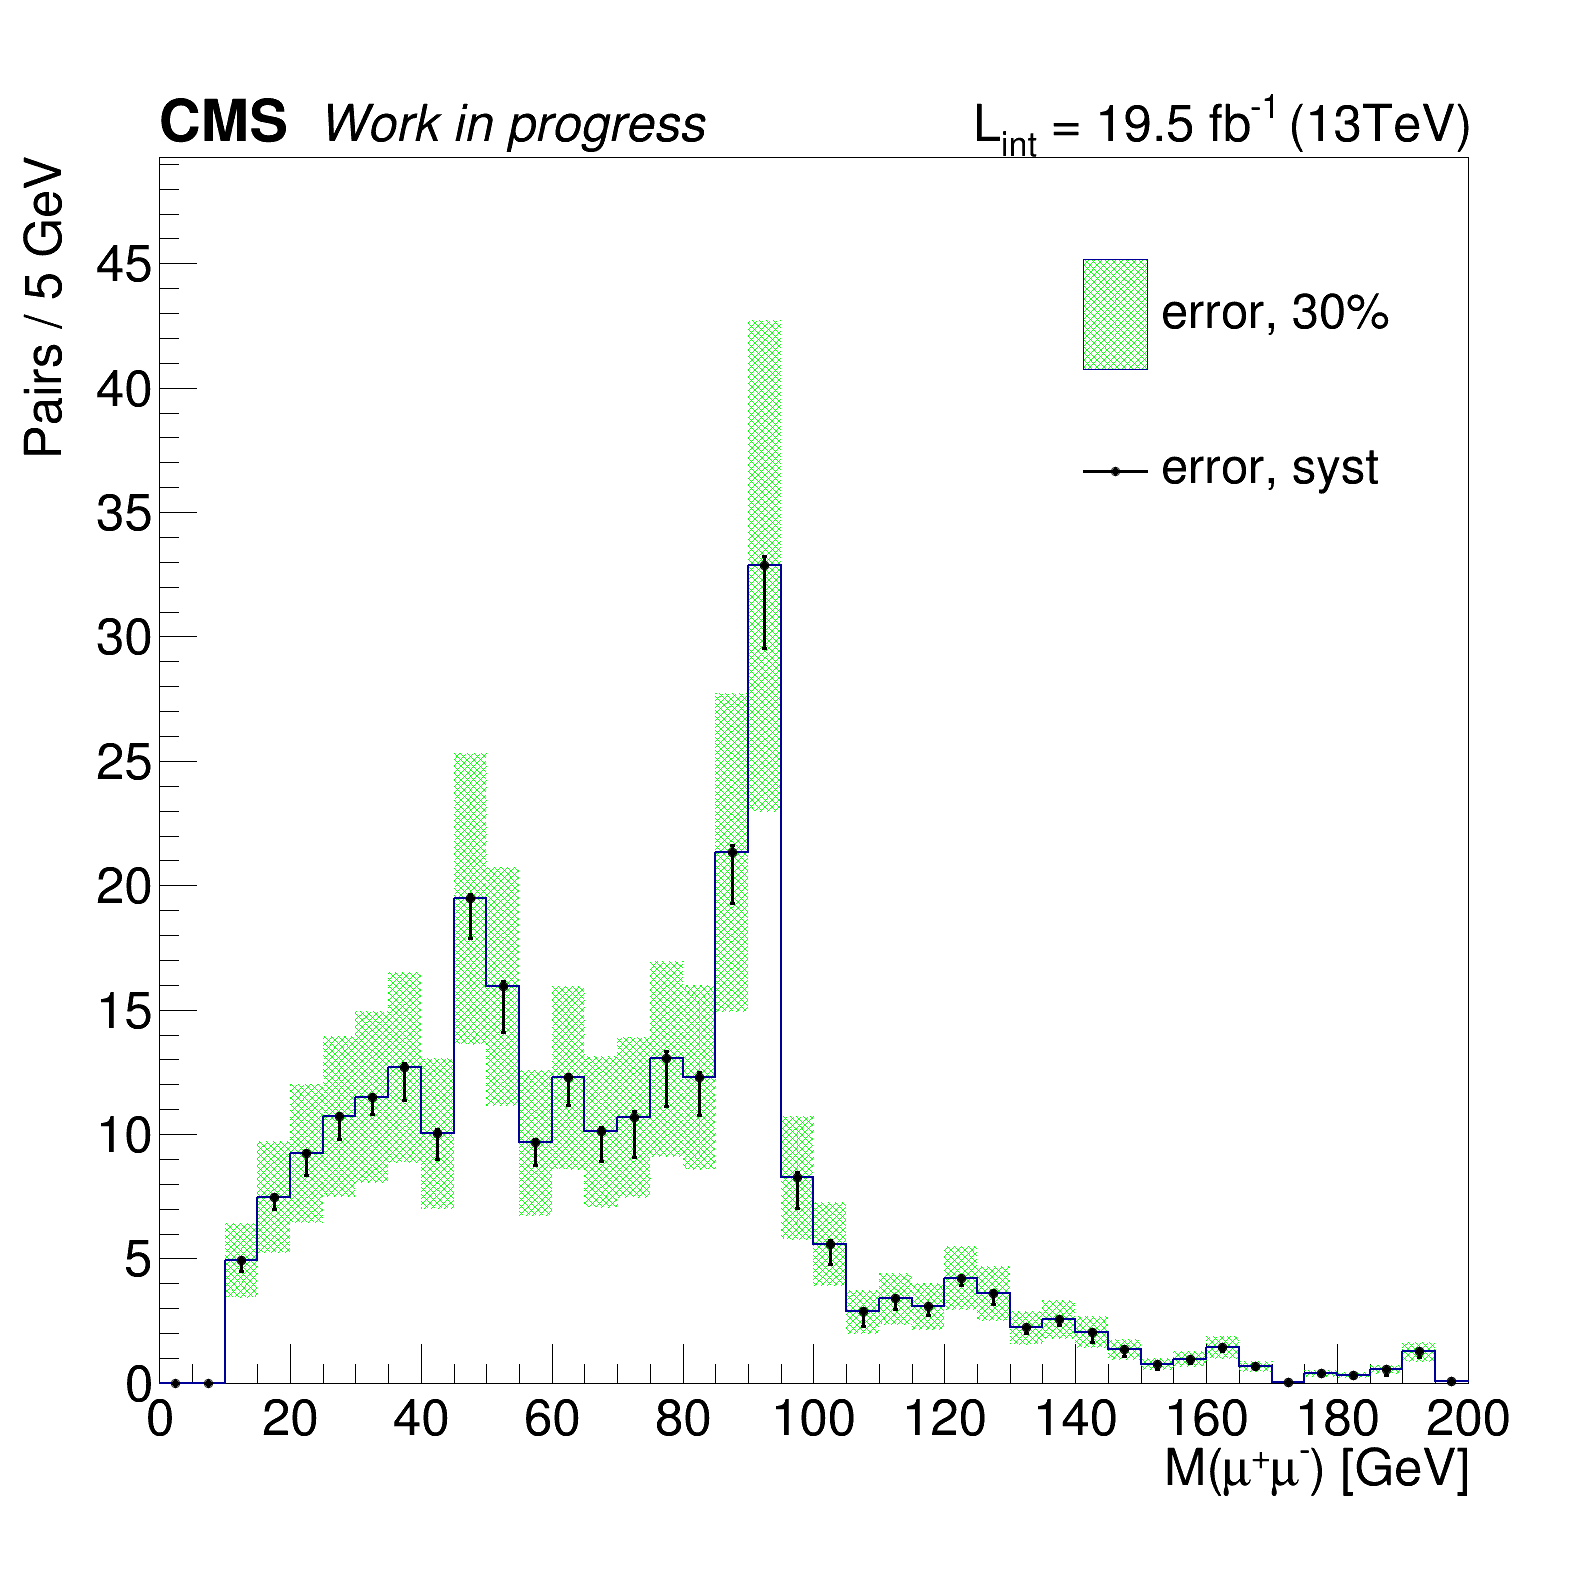 CMS Work in progress L_int = 19.5 fb⁻¹ (13TeV)
Pairs / 5 GeV
error, 30%
error, syst
45
40
35
30
25
20
15
10
5
0
0 20 40 60 80 100 120 140 160 180 200
M(μ⁺μ⁻) [GeV]